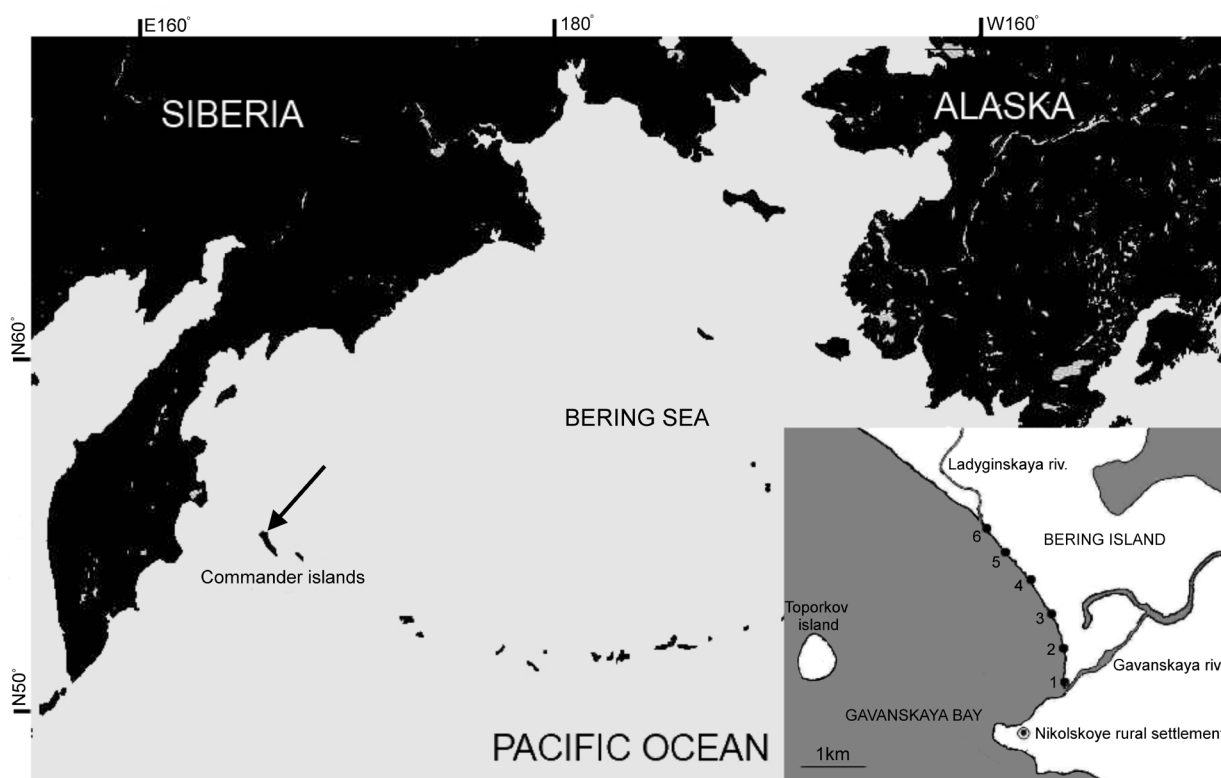 E160°
180°
W160°
SIBERIA
ALASKA
N60°
BERING SEA
Commander islands
N50°
PACIFIC OCEAN
Ladyginskaya riv.
6
BERING ISLAND
5
4
Toporkov
island
3
2
Gavanskaya riv
1
GAVANSKAYA BAY
Nikolskoye rural settlement
1km